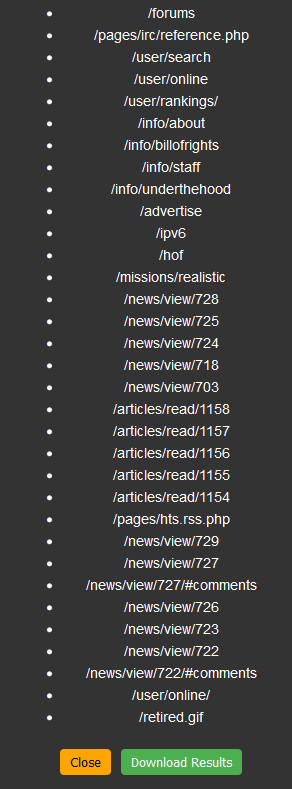 /forums
/pages/irc/reference.php
/user/search
/user/online
/user/rankings/
/info/about
/info/billofrights
/info/staff
/info/underthehood
/advertise
/ipv6
/hof
/missions/realistic
/news/view/728
/news/view/725
/news/view/724
/news/view/718
/news/view/703
/articles/read/1158
/articles/read/1157
/articles/read/1156
/articles/read/1155
/articles/read/1154
/pages/hts.rss.php
/news/view/729
/news/view/727
/news/view/727/#comments
/news/view/726
/news/view/723
/news/view/722
/news/view/722/#comments
/user/online/
/retired.gif
Close Download Results